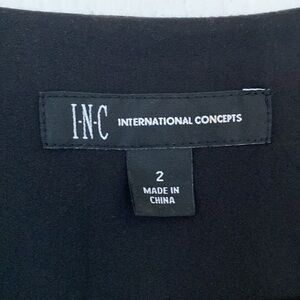 I·N·C INTERNATIONAL CONCEPTS
2
MADE IN
CHINA